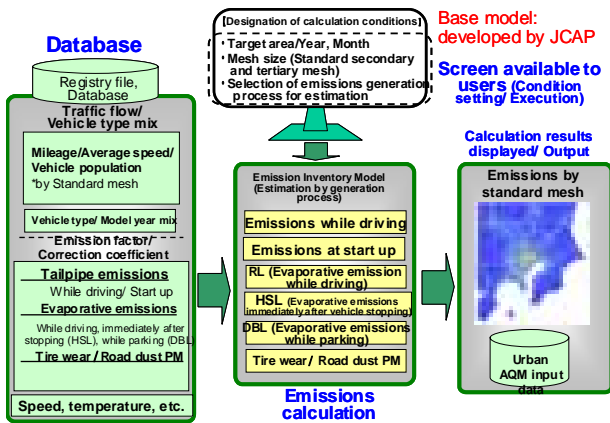 Database
Registry file,
Database
Traffic flow/
Vehicle type mix
Mileage/Average speed/
Vehicle population
*by Standard mesh
Vehicle type/ Model year mix
Emission factor/
Correction coefficient
Tailpipe emissions
While driving/ Start up
Evaporative emissions
While driving, immediately after
stopping (HSL), while parking (DBL)
Tire wear/ Road dust PM
Speed, temperature, etc.
【Designation of calculation conditions】
・Target area/Year, Month
・Mesh size (Standard secondary
and tertiary mesh)
・Selection of emissions generation
process for estimation
Emission Inventory Model
(Estimation by generation
process)
Emissions while driving
Emissions at start up
RL (Evaporative emission
while driving)
HSL (Evaporative emissions
immediately after vehicle stopping)
DBL (Evaporative emissions
while parking)
Tire wear/ Road dust PM
Emissions
calculation
Base model:
developed by JCAP
Screen available to
users (Condition
setting/ Execution)
Calculation results
displayed/ Output
Emissions by
standard mesh
Urban
AQM input
data